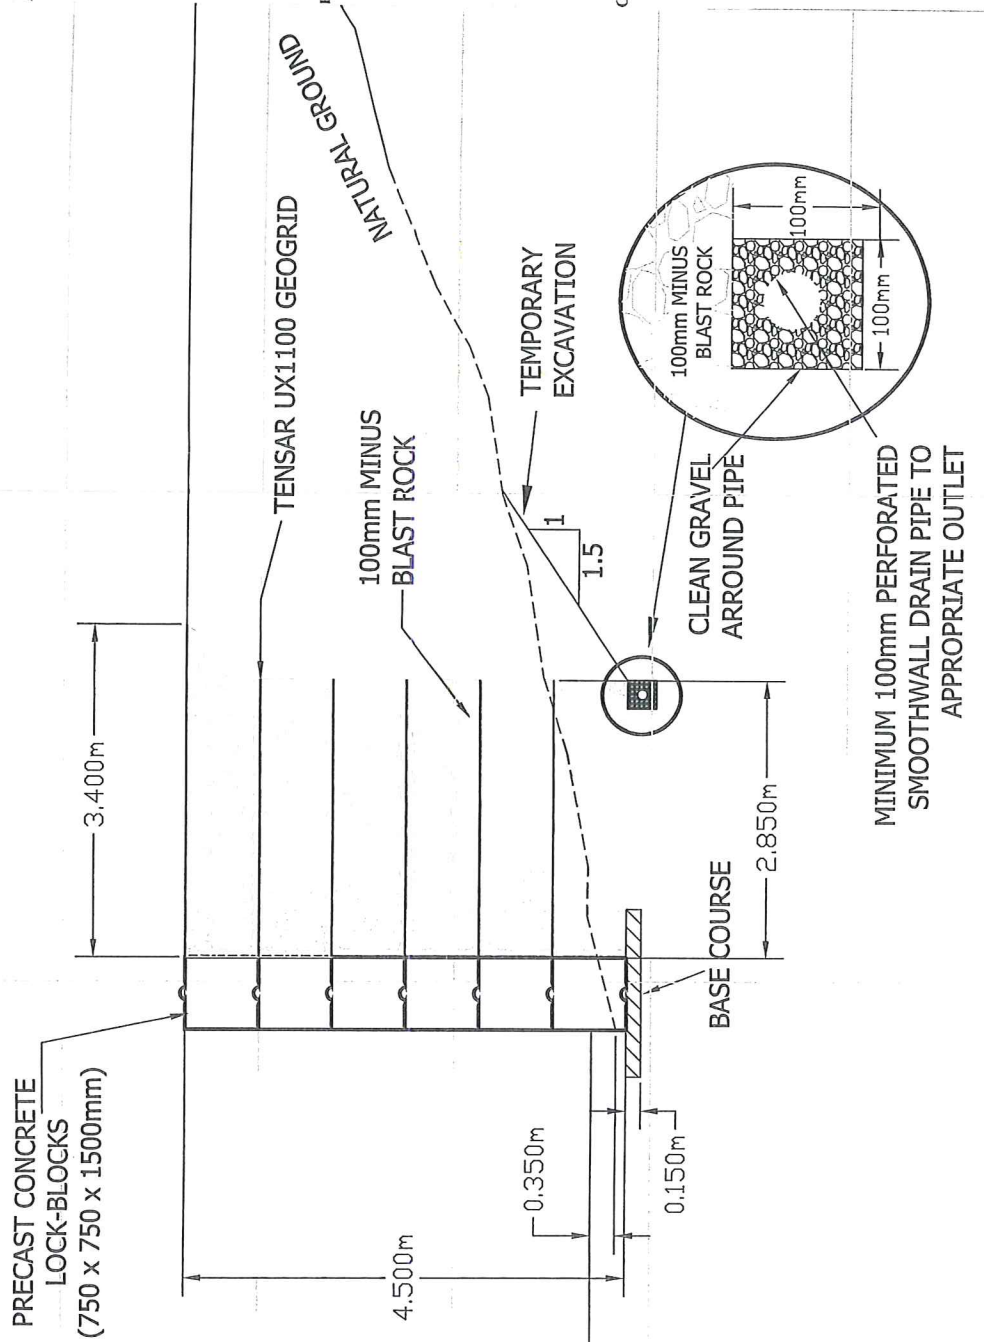 PRECAST CONCRETE
LOCK-BLOCKS
(750 x 750 x 1500mm)
3.400m
TENSAR UX1100 GEOGRID
NATURAL GROUND
100mm MINUS
BLAST ROCK
TEMPORARY
EXCAVATION
1
1.5
4.500m
0.350m
0.150m
BASE COURSE
2.850m
CLEAN GRAVEL
ARROUND PIPE
100mm MINUS
BLAST ROCK
100mm
100mm
MINIMUM 100mm PERFORATED
SMOOTHWALL DRAIN PIPE TO
APPROPRIATE OUTLET